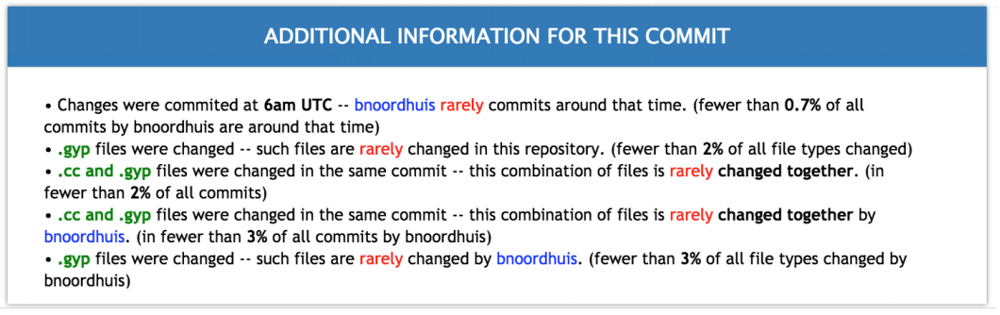 ADDITIONAL INFORMATION FOR THIS COMMIT
• Changes were commited at 6am UTC -- bnoordhuis rarely commits around that time. (fewer than 0.7% of all
commits by bnoordhuis are around that time)
• .gyp files were changed -- such files are rarely changed in this repository. (fewer than 2% of all file types changed)
• .cc and .gyp files were changed in the same commit -- this combination of files is rarely changed together. (in
fewer than 2% of all commits)
• .cc and .gyp files were changed in the same commit -- this combination of files is rarely changed together by
bnoordhuis. (in fewer than 3% of all commits by bnoordhuis)
• .gyp files were changed -- such files are rarely changed by bnoordhuis. (fewer than 3% of all file types changed by
bnoordhuis)